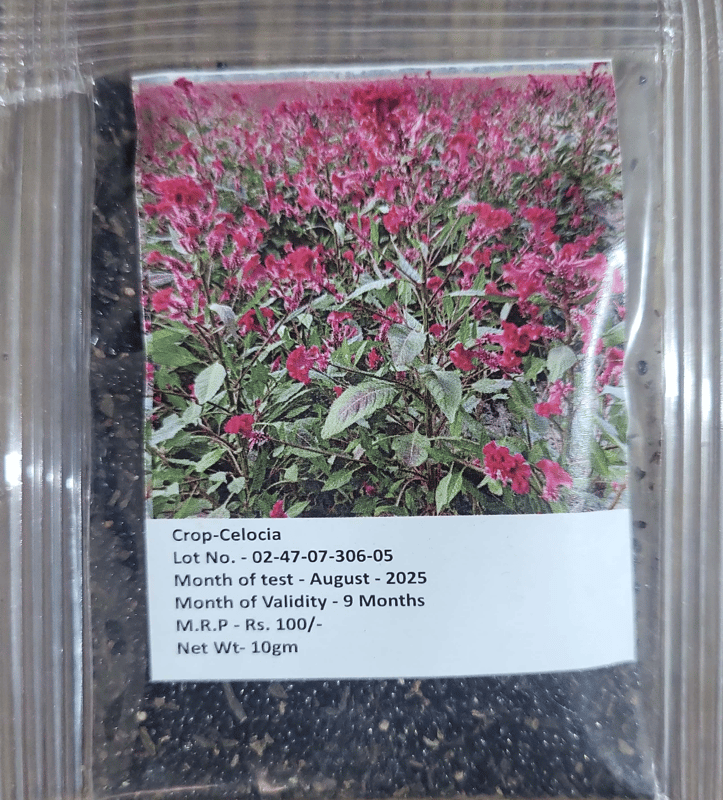 Crop-Celocia
Lot No. - 02-47-07-306-05
Month of test - August - 2025
Month of Validity - 9 Months
M.R.P - Rs. 100/-
Net Wt- 10gm